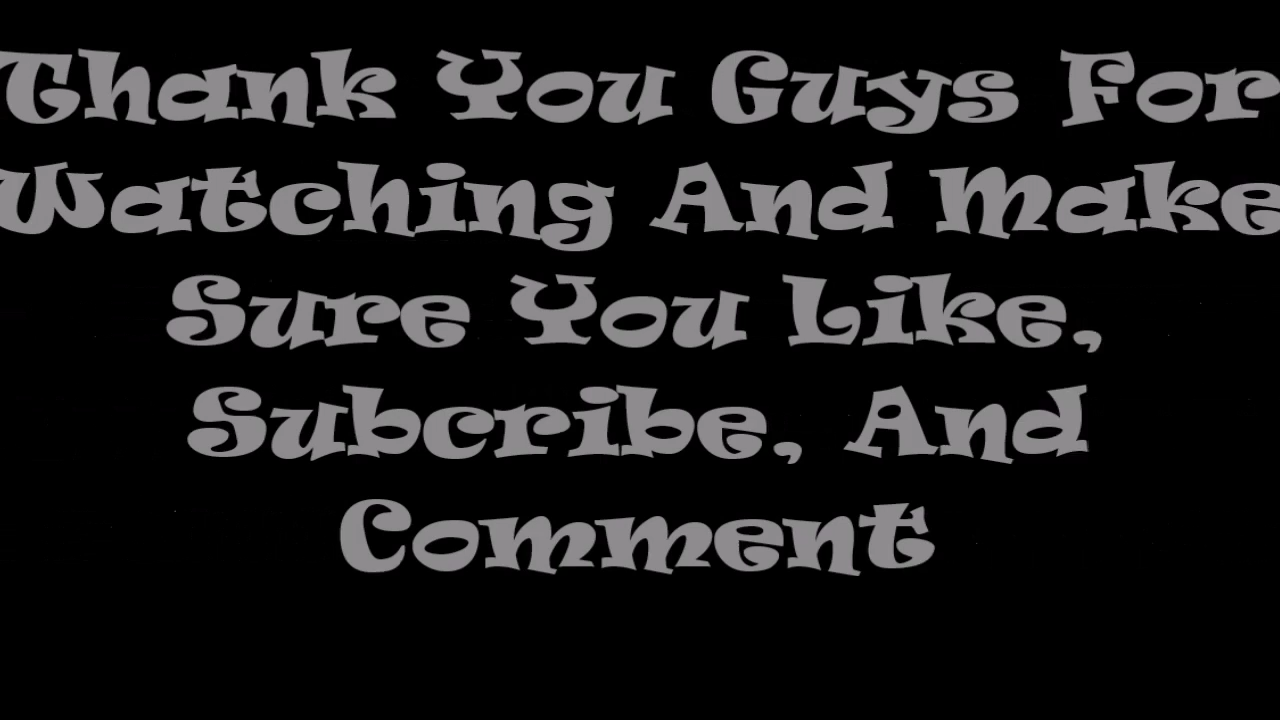 Thank You Guys For
Watching And Make
Sure You Like,
Subcribe, And
Comment